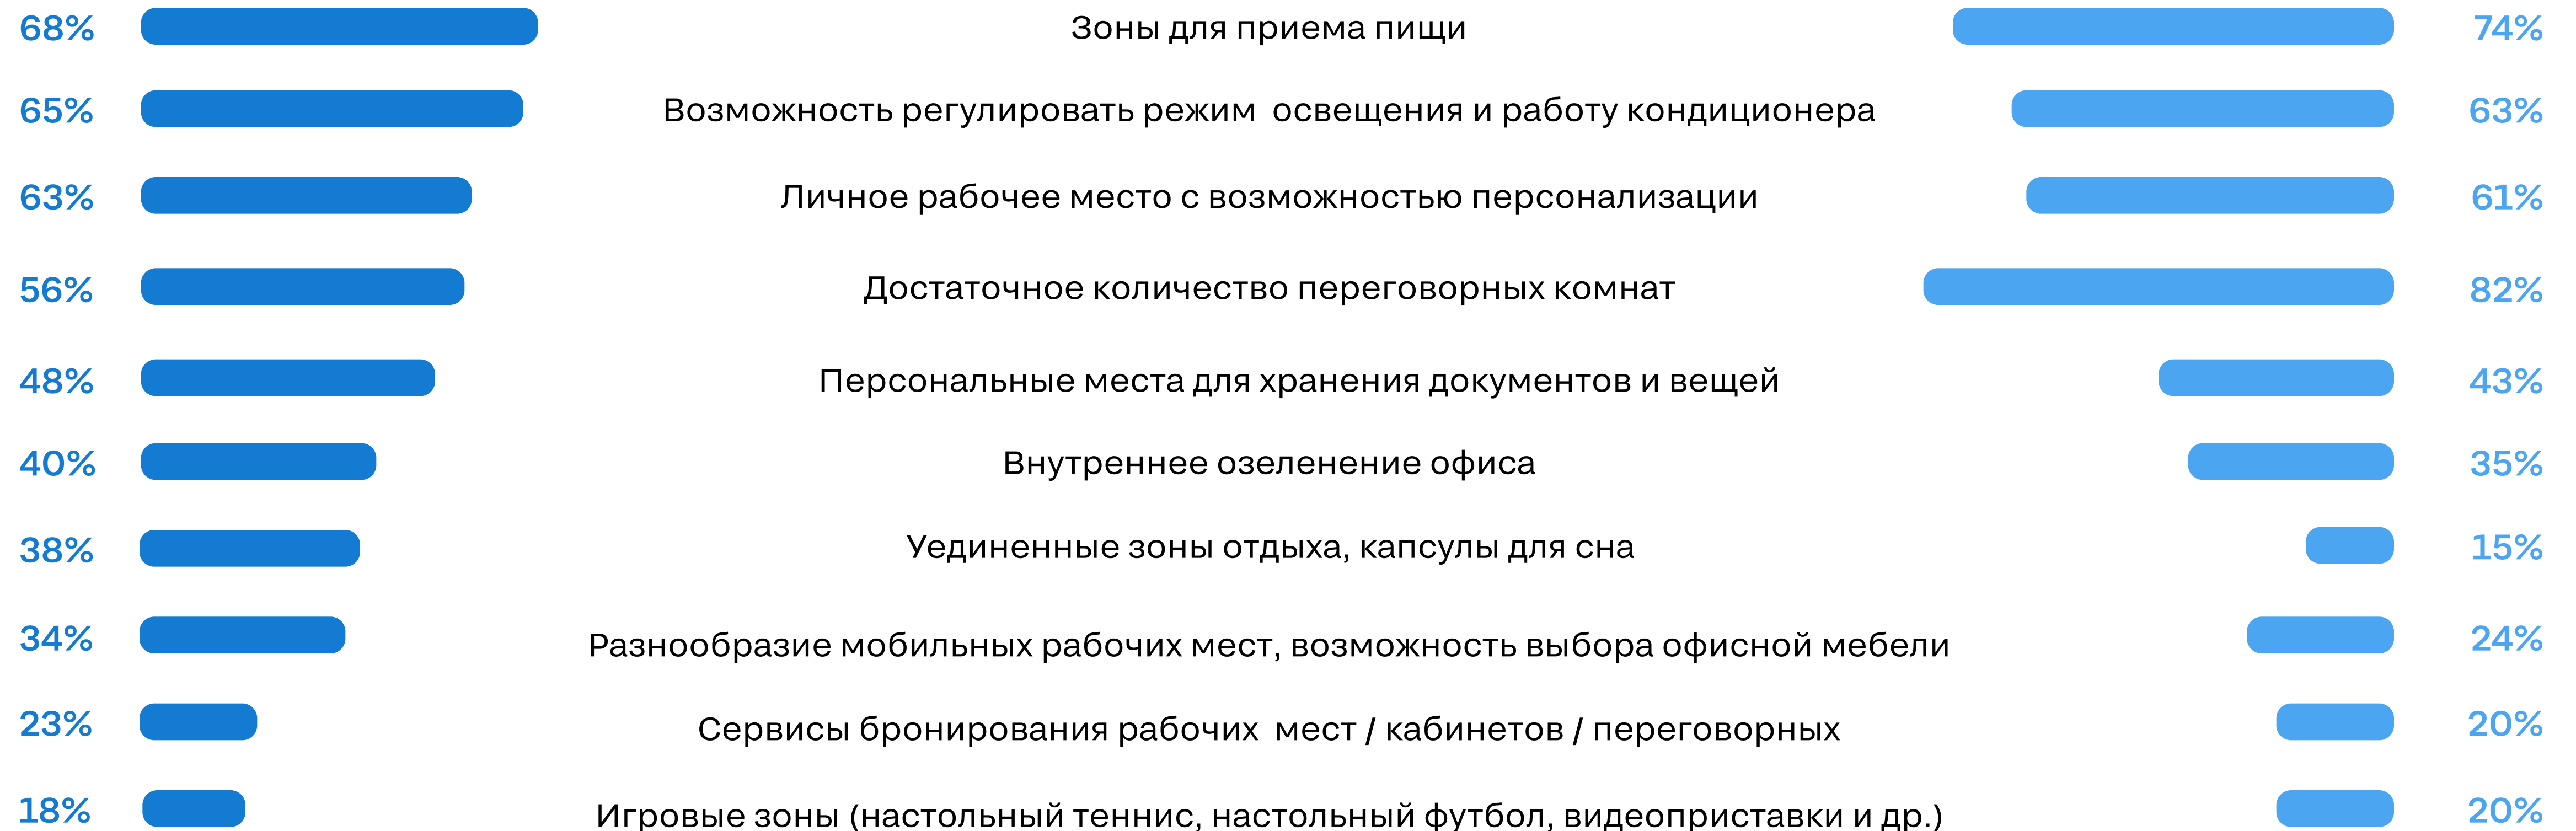 68% Зоны для приема пищи 74%
65% Возможность регулировать режим освещения и работу кондиционера 63%
63% Личное рабочее место с возможностью персонализации 61%
56% Достаточное количество переговорных комнат 82%
48% Персональные места для хранения документов и вещей 43%
40% Внутреннее озеленение офиса 35%
38% Уединенные зоны отдыха, капсулы для сна 15%
34% Разнообразие мобильных рабочих мест, возможность выбора офисной мебели 24%
23% Сервисы бронирования рабочих мест / кабинетов / переговорных 20%
18% Игровые зоны (настольный теннис, настольный футбол, видеоприставки и др.) 20%